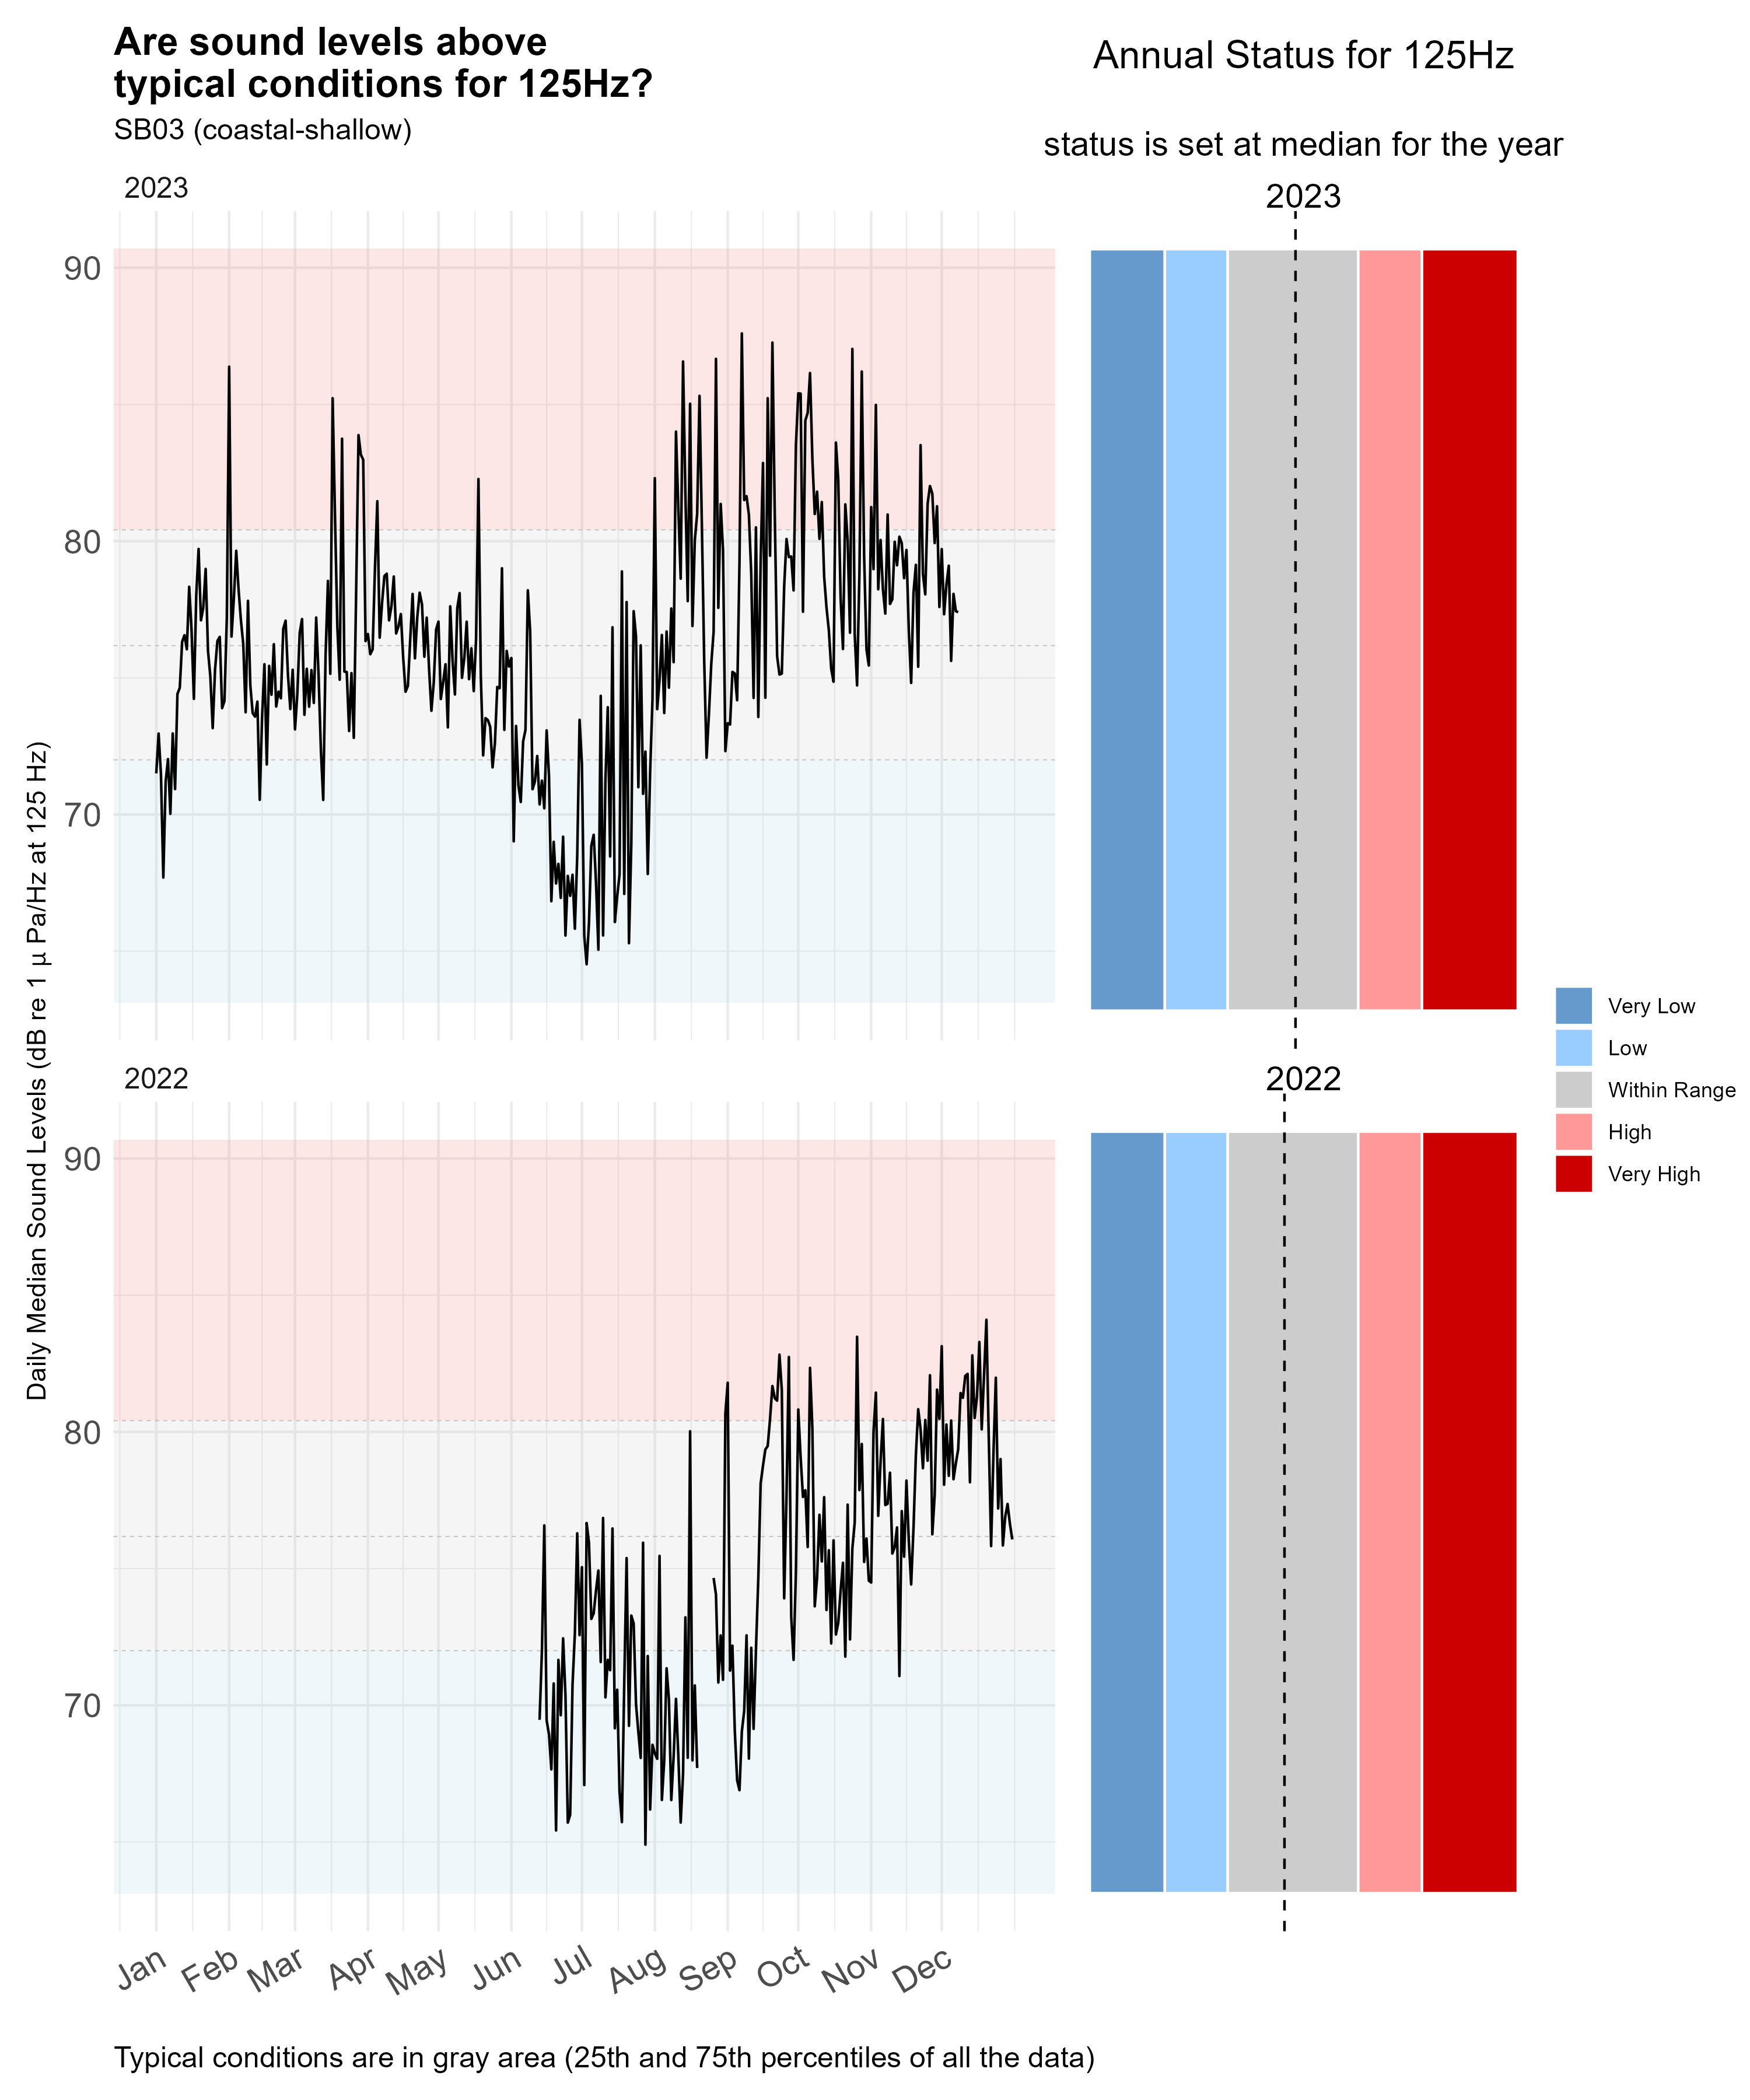 Are sound levels above
typical conditions for 125Hz?
SB03 (coastal-shallow)
Annual Status for 125Hz
status is set at median for the year
2023
2023
90
80
70
Daily Median Sound Levels (dB re 1 μ Pa/Hz at 125 Hz)
Very Low
Low
Within Range
High
Very High
2022
2022
90
80
70
Jan Feb Mar Apr May Jun Jul Aug Sep Oct Nov Dec
Typical conditions are in gray area (25th and 75th percentiles of all the data)